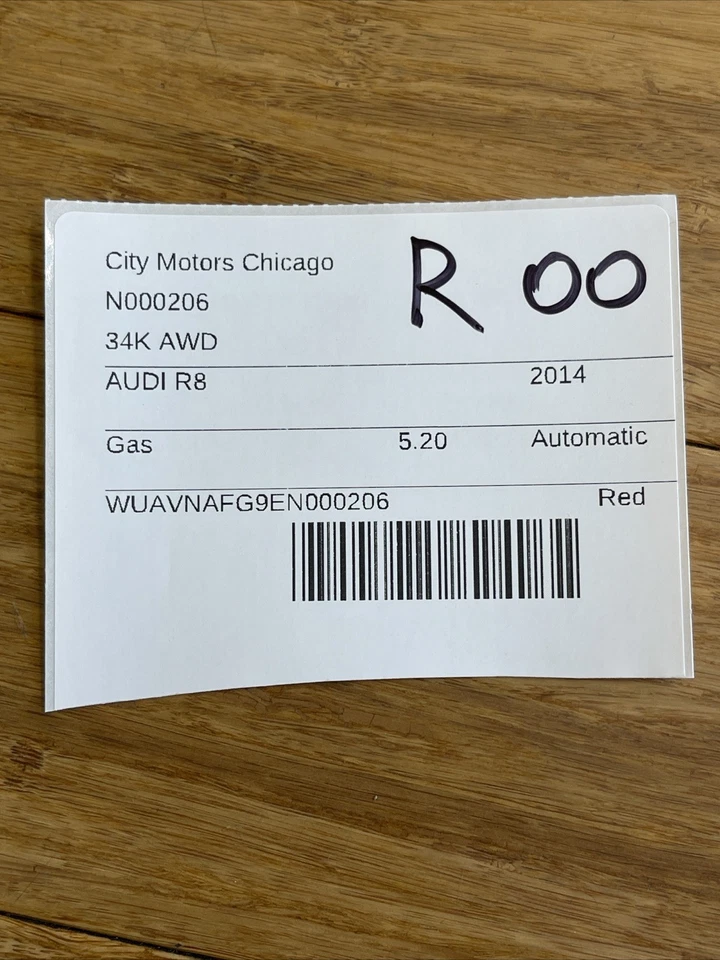 City Motors Chicago
R 00
N000206
34K AWD
AUDI R8 2014
Gas 5.20 Automatic
WUAVNAFG9EN000206 Red